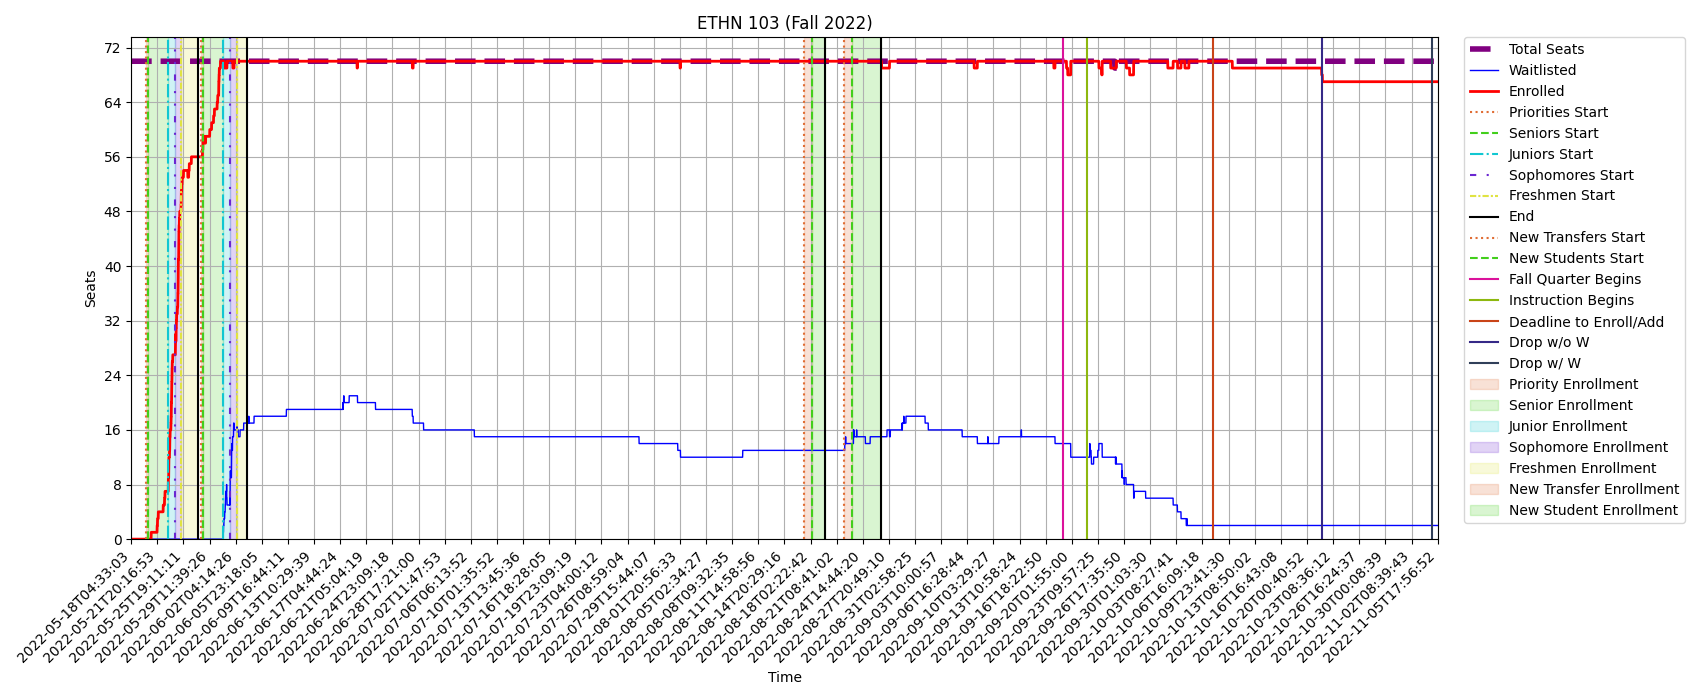 ETHN 103 (Fall 2022)
Seats
72
64
56
48
40
32
24
16
8
0
2022-05-18T04:33:03
2022-05-21T20:16:53
2022-05-25T19:11:11
2022-05-29T11:39:26
2022-06-02T04:14:26
2022-06-05T23:18:05
2022-06-09T16:44:11
2022-06-13T10:29:39
2022-06-17T04:44:24
2022-06-21T05:04:19
2022-06-24T23:09:18
2022-06-28T17:21:00
2022-07-02T11:47:53
2022-07-06T06:13:52
2022-07-10T01:35:52
2022-07-13T13:45:36
2022-07-16T18:28:05
2022-07-19T23:09:19
2022-07-23T04:00:12
2022-07-26T08:59:04
2022-07-29T15:44:07
2022-08-01T20:56:33
2022-08-05T02:34:27
2022-08-08T09:32:35
2022-08-11T14:58:56
2022-08-14T20:29:16
2022-08-18T02:22:42
2022-08-21T08:41:02
2022-08-24T14:44:20
2022-08-27T20:49:10
2022-08-31T02:58:25
2022-09-03T10:00:57
2022-09-06T16:28:44
2022-09-10T03:29:27
2022-09-13T10:58:24
2022-09-16T18:22:50
2022-09-20T01:55:00
2022-09-23T09:57:25
2022-09-26T17:35:50
2022-09-30T01:03:30
2022-10-03T08:27:41
2022-10-06T16:09:18
2022-10-09T23:41:30
2022-10-13T08:50:02
2022-10-16T16:43:08
2022-10-20T00:40:52
2022-10-23T08:36:12
2022-10-26T16:24:37
2022-10-30T00:08:39
2022-11-02T08:39:43
2022-11-05T17:56:52
Time
Total Seats
Waitlisted
Enrolled
Priorities Start
Seniors Start
Juniors Start
Sophomores Start
Freshmen Start
End
New Transfers Start
New Students Start
Fall Quarter Begins
Instruction Begins
Deadline to Enroll/Add
Drop w/o W
Drop w/ W
Priority Enrollment
Senior Enrollment
Junior Enrollment
Sophomore Enrollment
Freshmen Enrollment
New Transfer Enrollment
New Student Enrollment